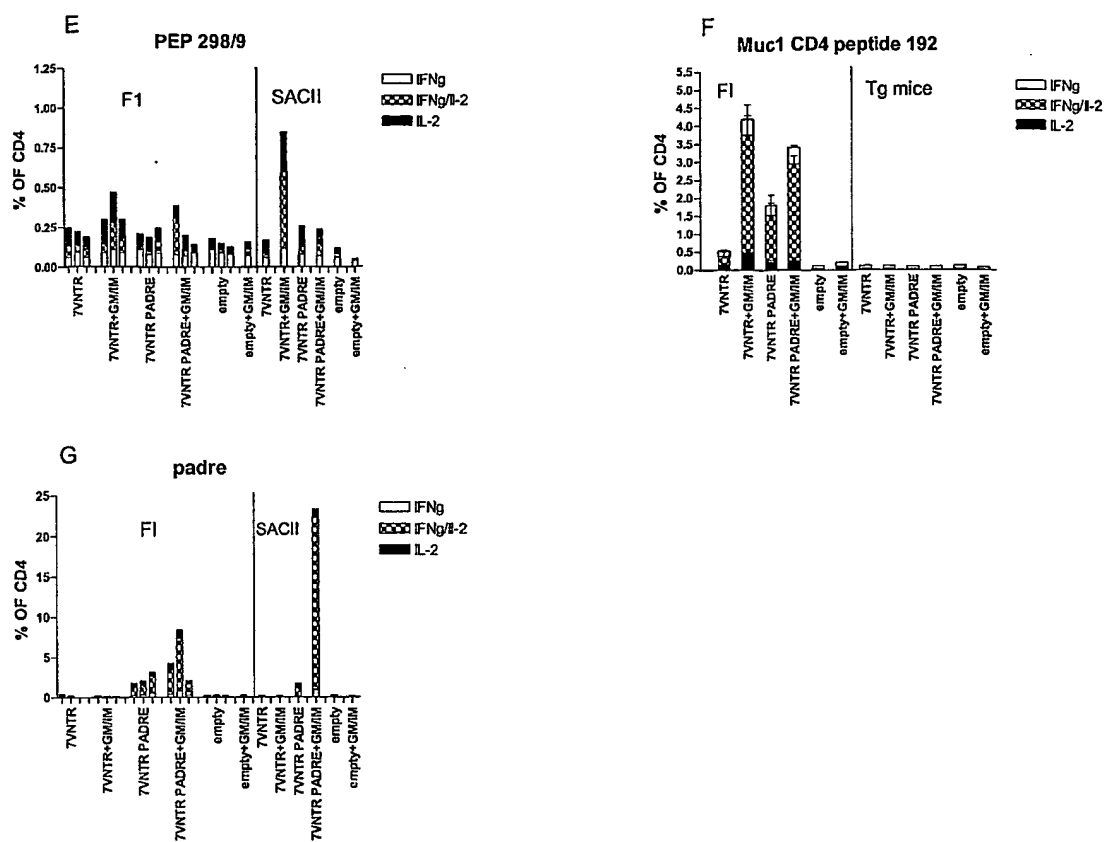 E
PEP 298/9
1.25
1.00
0.75
0.50
0.25
0.00
% OF CD4
F1
SACII
IFNg
IFNg/Il-2
IL-2
7VNTR
7VNTR+GM/IM
7VNTR PADRE
7VNTR PADRE+GM/IM
empty
empty+GM/IM
7VNTR
7VNTR+GM/IM
7VNTR PADRE
7VNTR PADRE+GM/IM
empty
empty+GM/IM
F
Muc1 CD4 peptide 192
5.5
5.0
4.5
4.0
3.5
3.0
2.5
2.0
1.5
1.0
0.5
0.0
% OF CD4
FI
Tg mice
IFNg
IFNg/Il-2
IL-2
7VNTR
7VNTR+GM/IM
7VNTR PADRE
7VNTR PADRE+GM/IM
empty
empty+GM/IM
7VNTR
7VNTR+GM/IM
7VNTR PADRE
7VNTR PADRE+GM/IM
empty
empty+GM/IM
G
padre
25
20
15
10
5
0
% OF CD4
FI
SACII
IFNg
IFNg/Il-2
IL-2
7VNTR
7VNTR+GM/IM
7VNTR PADRE
7VNTR PADRE+GM/IM
empty
empty+GM/IM
7VNTR
7VNTR+GM/IM
7VNTR PADRE
7VNTR PADRE+GM/IM
empty
empty+GM/IM